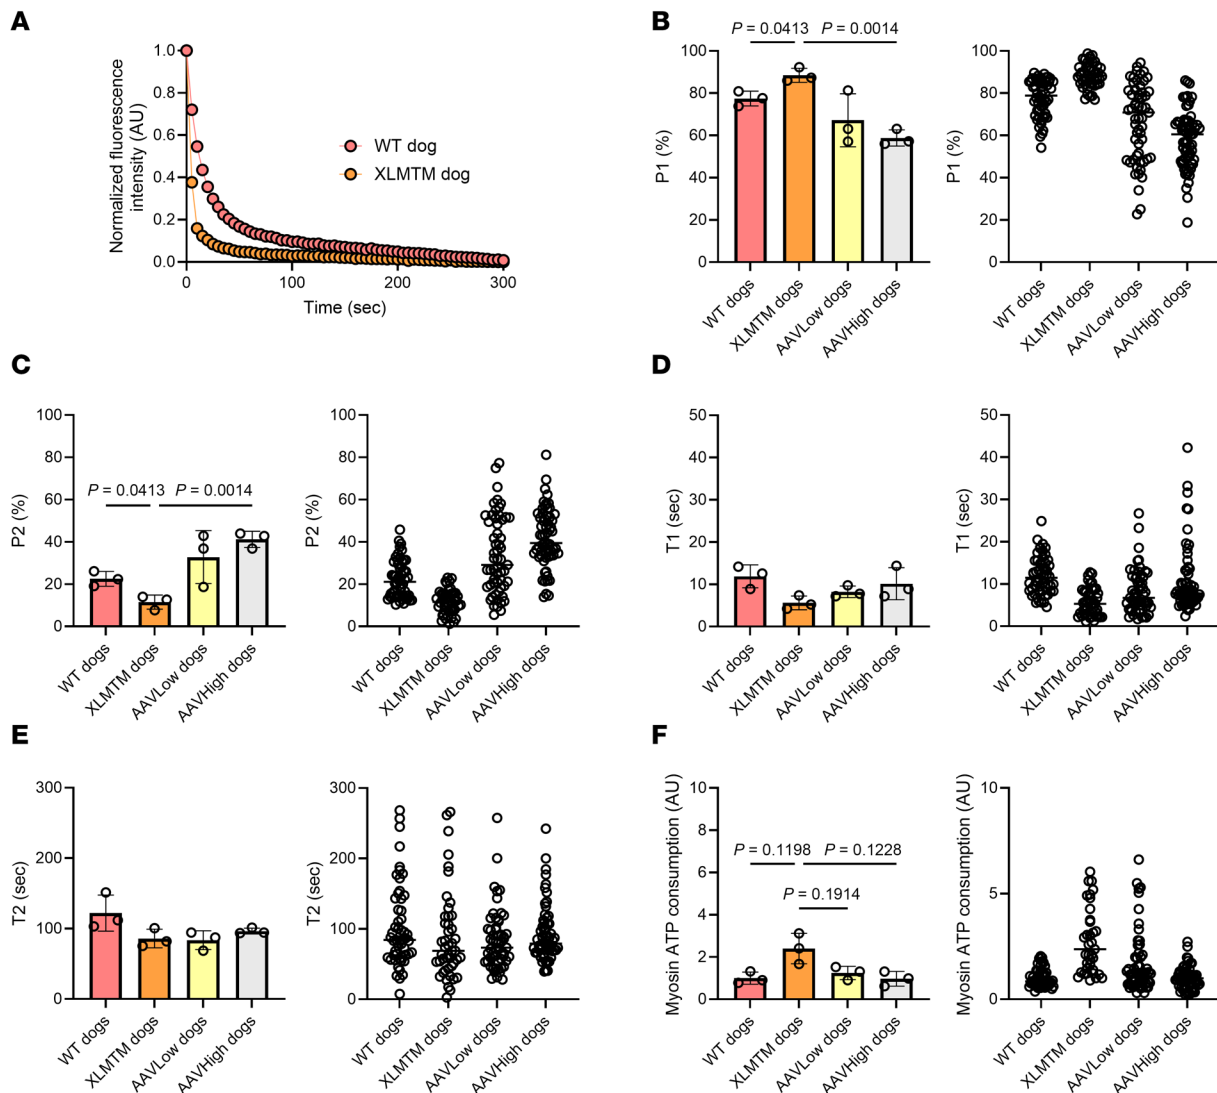 A
Normalized fluorescence
intensity (AU)
1.0
0.8
0.6
0.4
0.2
0.0
0
100
200
300
Time (sec)
WT dog
XLMTM dog
B
P = 0.0413
P = 0.0014
P1 (%)
100
80
60
40
20
0
WT dogs
XLMTM dogs
AAVLow dogs
AAVHigh dogs
P1 (%)
100
80
60
40
20
0
WT dogs
XLMTM dogs
AAVLow dogs
AAVHigh dogs
C
P2 (%)
100
80
60
40
20
0
P = 0.0413
P = 0.0014
WT dogs
XLMTM dogs
AAVLow dogs
AAVHigh dogs
P2 (%)
100
80
60
40
20
0
WT dogs
XLMTM dogs
AAVLow dogs
AAVHigh dogs
D
T1 (sec)
50
40
30
20
10
0
WT dogs
XLMTM dogs
AAVLow dogs
AAVHigh dogs
T1 (sec)
50
40
30
20
10
0
WT dogs
XLMTM dogs
AAVLow dogs
AAVHigh dogs
E
T2 (sec)
300
200
100
0
WT dogs
XLMTM dogs
AAVLow dogs
AAVHigh dogs
T2 (sec)
300
200
100
0
WT dogs
XLMTM dogs
AAVLow dogs
AAVHigh dogs
F
Myosin ATP consumption (AU)
10
8
6
4
2
0
P = 0.1198
P = 0.1228
P = 0.1914
WT dogs
XLMTM dogs
AAVLow dogs
AAVHigh dogs
Myosin ATP consumption (AU)
10
5
0
WT dogs
XLMTM dogs
AAVLow dogs
AAVHigh dogs